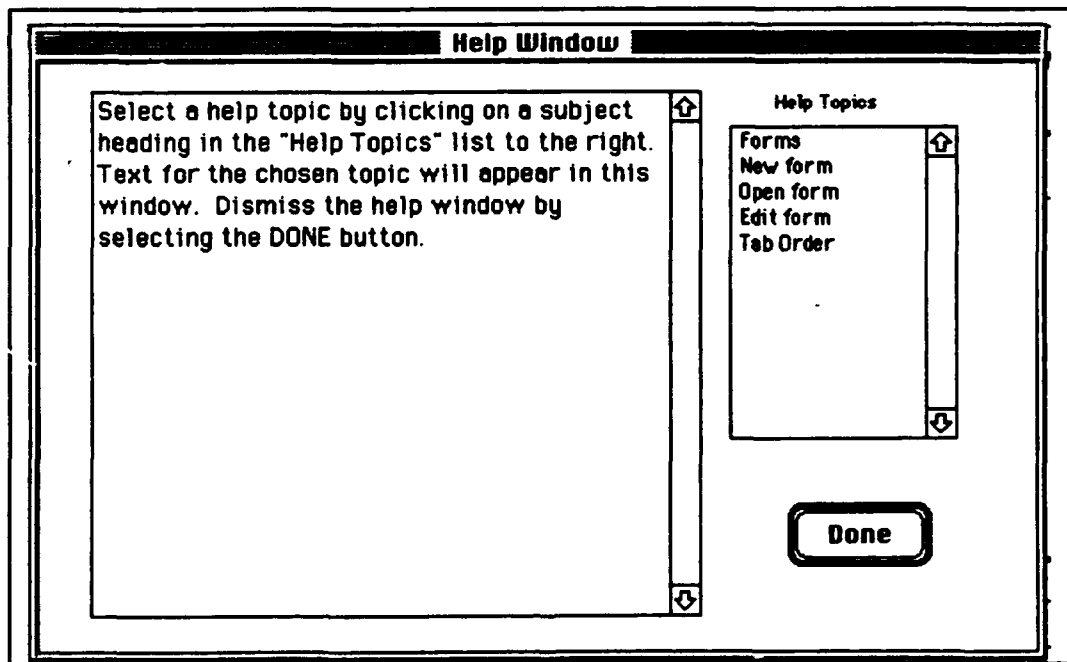 Help Window
Select a help topic by clicking on a subject
heading in the "Help Topics" list to the right.
Text for the chosen topic will appear in this
window. Dismiss the help window by
selecting the DONE button.
Help Topics
Forms
New form
Open form
Edit form
Tab Order
Done